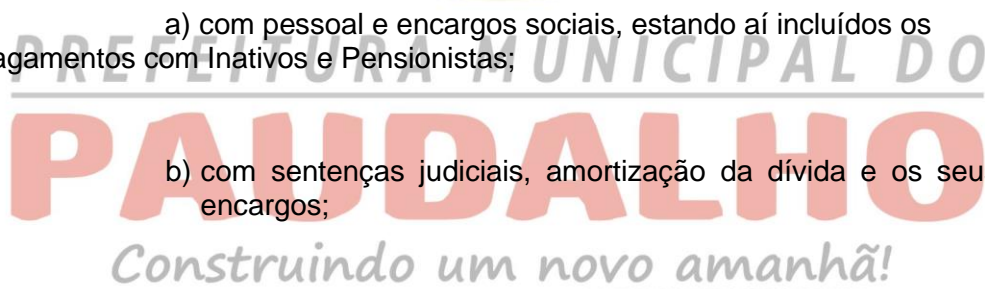 a) com pessoal e encargos sociais, estando aí incluídos os
agamentos com Inativos e Pensionistas;
PREFEITURA MUNICIPAL DO
PAUDALHO
b) com sentenças judiciais, amortização da dívida e os seu
encargos;
Construindo um novo amanhã!